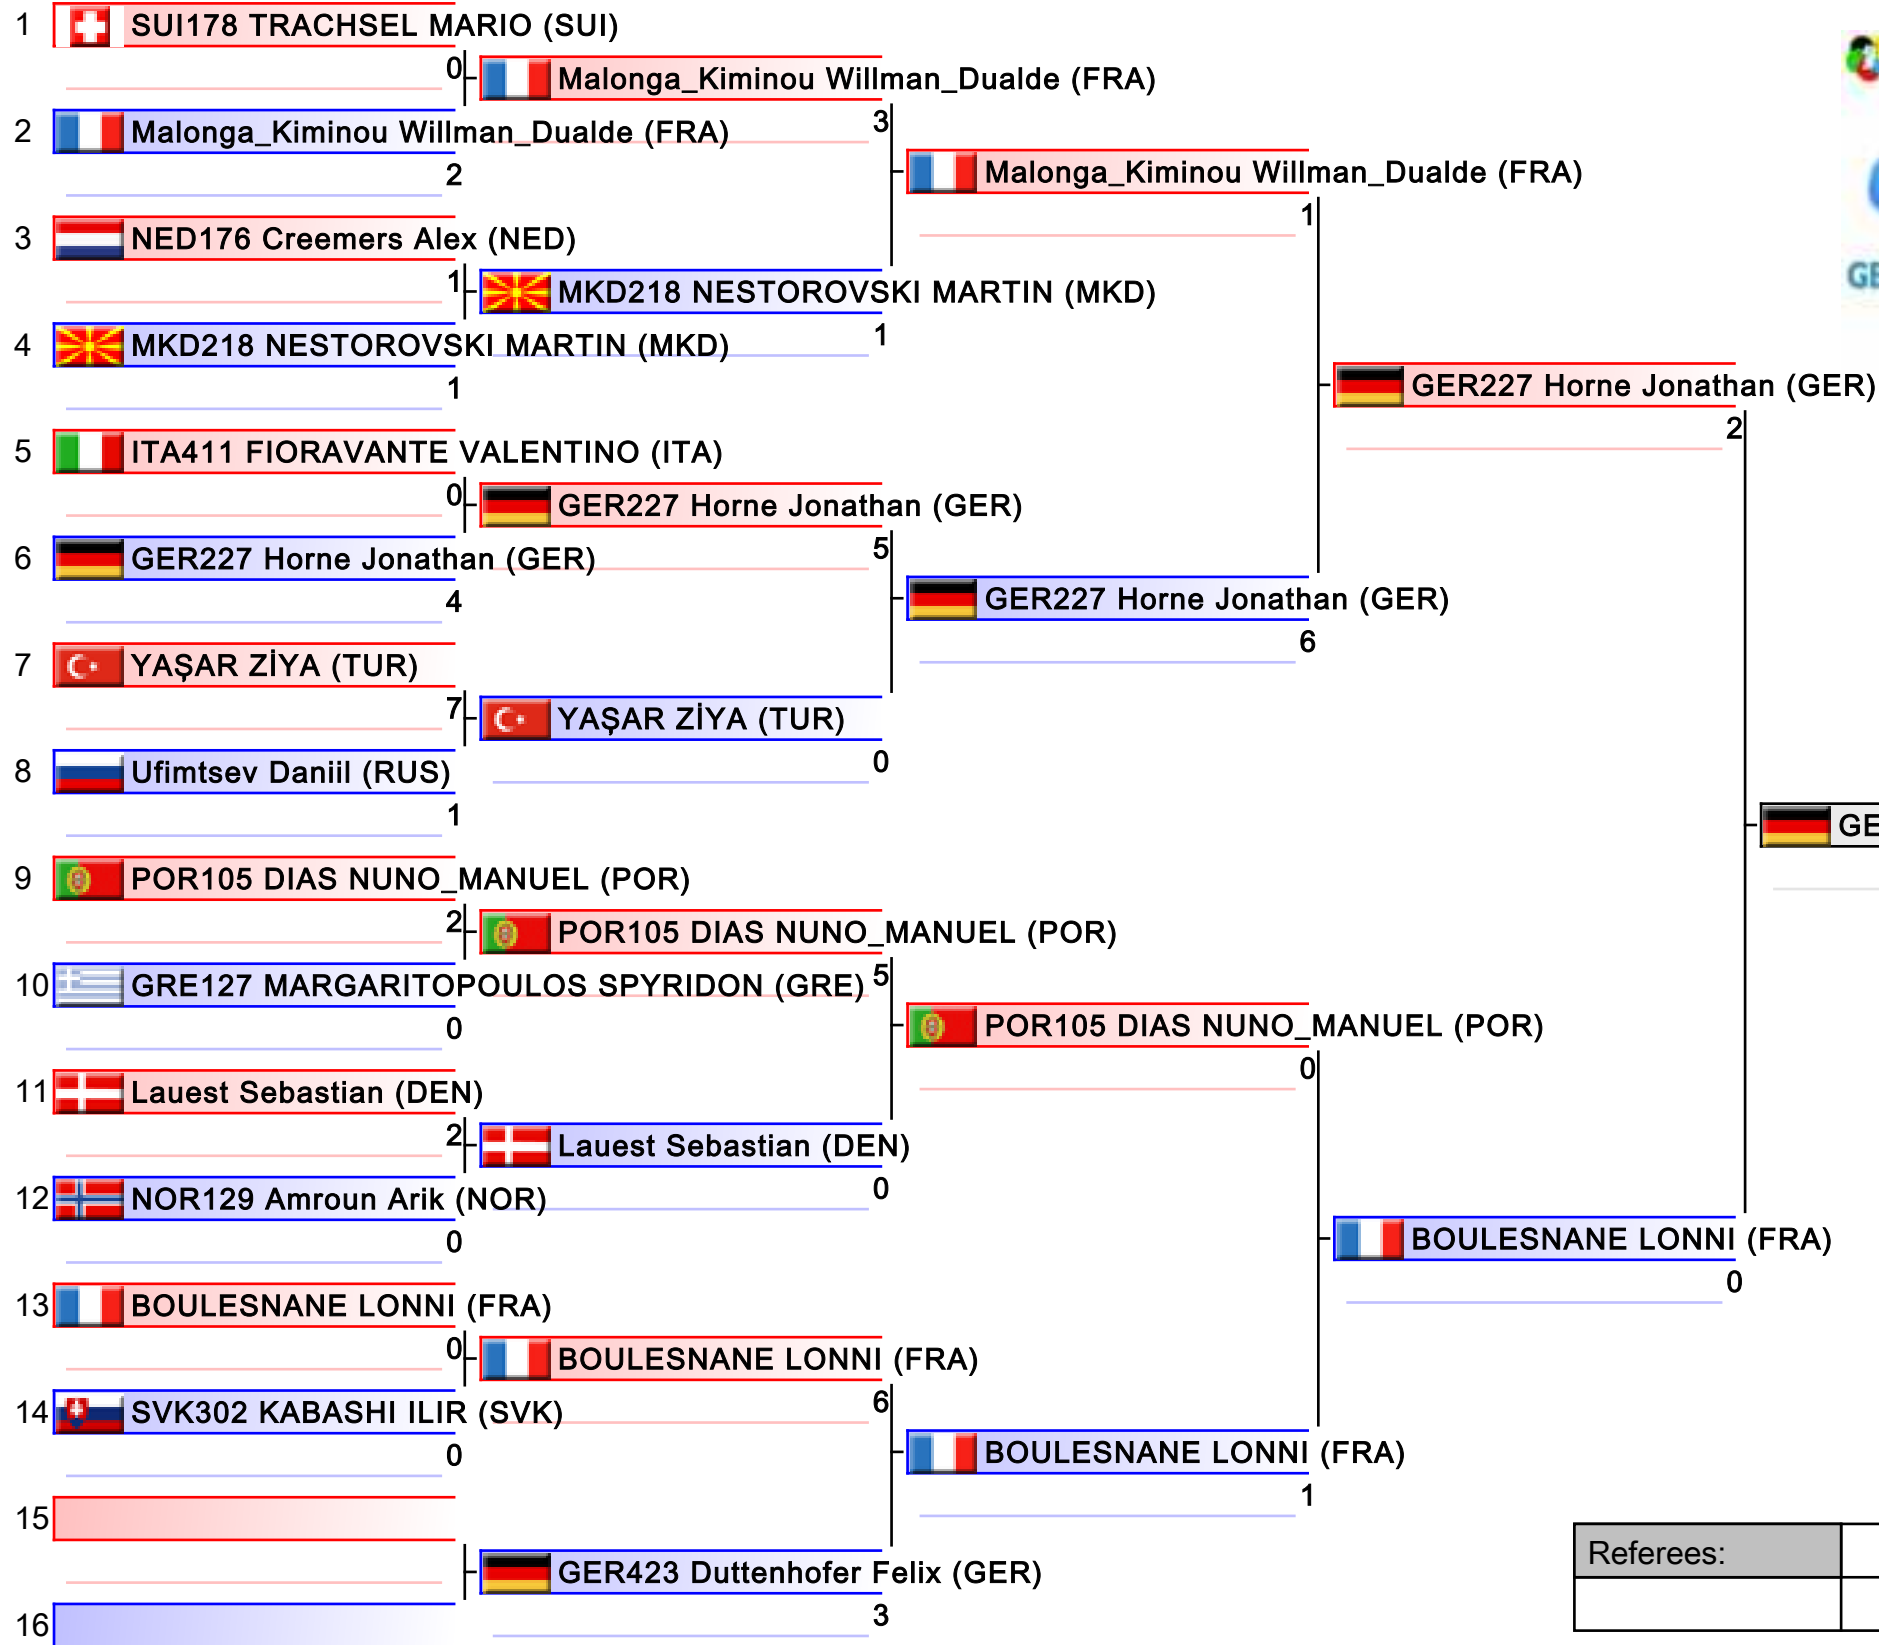 1 SUI178 TRACHSEL MARIO (SUI)
0
2 Malonga_Kiminou Willman_Dualde (FRA)
2
3 NED176 Creemers Alex (NED)
1
4 MKD218 NESTOROVSKI MARTIN (MKD)
1
5 ITA411 FIORAVANTE VALENTINO (ITA)
0
6 GER227 Horne Jonathan (GER)
4
7 YAŞAR ZİYA (TUR)
7
8 Ufimtsev Daniil (RUS)
1
9 POR105 DIAS NUNO_MANUEL (POR)
2
10 GRE127 MARGARITOPOULOS SPYRIDON (GRE)
0
11 Lauest Sebastian (DEN)
2
12 NOR129 Amroun Arik (NOR)
0
13 BOULESNANE LONNI (FRA)
0
14 SVK302 KABASHI ILIR (SVK)
0
15
16
Malonga_Kiminou Willman_Dualde (FRA)
3
MKD218 NESTOROVSKI MARTIN (MKD)
1
GER227 Horne Jonathan (GER)
5
YAŞAR ZİYA (TUR)
0
POR105 DIAS NUNO_MANUEL (POR)
5
Lauest Sebastian (DEN)
0
BOULESNANE LONNI (FRA)
6
GER423 Duttenhofer Felix (GER)
3
Malonga_Kiminou Willman_Dualde (FRA)
1
GER227 Horne Jonathan (GER)
6
POR105 DIAS NUNO_MANUEL (POR)
0
BOULESNANE LONNI (FRA)
1
GER227 Horne Jonathan (GER)
2
BOULESNANE LONNI (FRA)
0
GE
Referees: